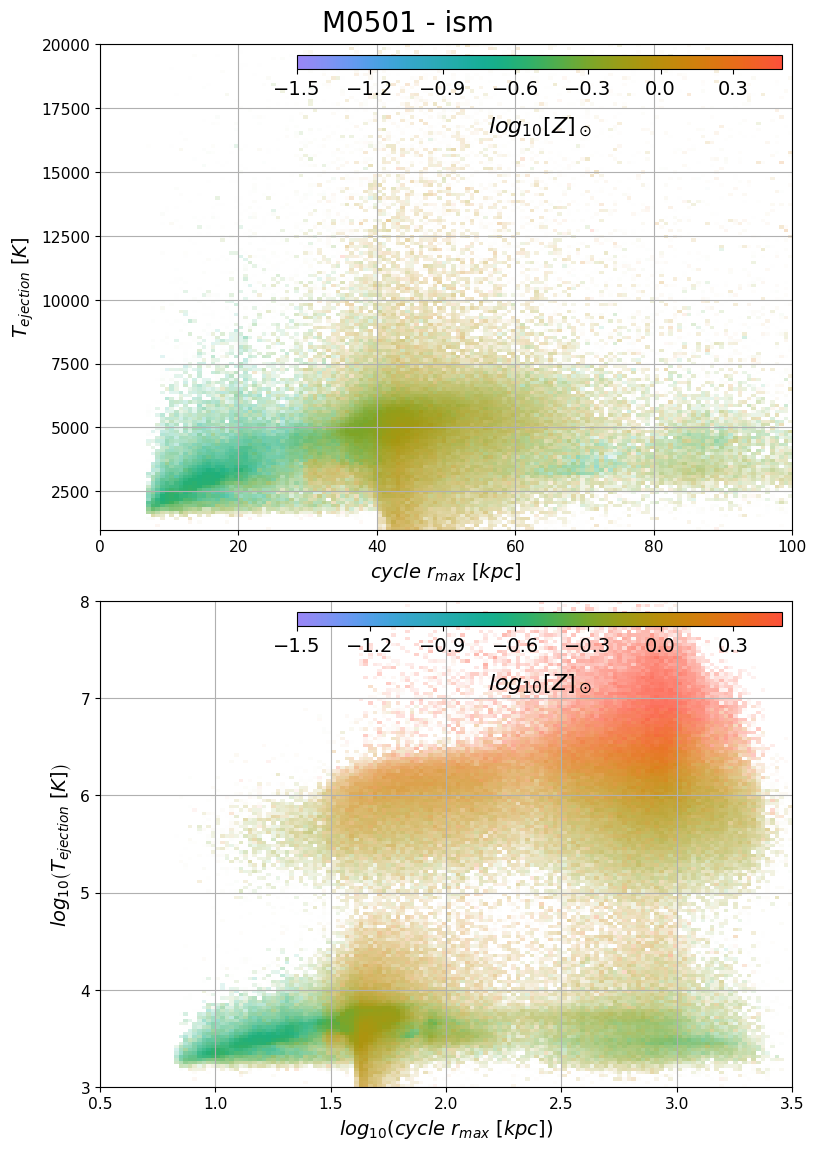 M0501 - ism
20000
17500
15000
12500
10000
7500
5000
2500
−1.5 −1.2 −0.9 −0.6 −0.3 0.0 0.3
log₁₀[Z]⊙
T_ejection [K]
0 20 40 60 80 100
cycle r_max [kpc]
8
7
6
5
4
3
−1.5 −1.2 −0.9 −0.6 −0.3 0.0 0.3
log₁₀[Z]⊙
log₁₀(T_ejection [K])
0.5 1.0 1.5 2.0 2.5 3.0 3.5
log₁₀(cycle r_max [kpc])